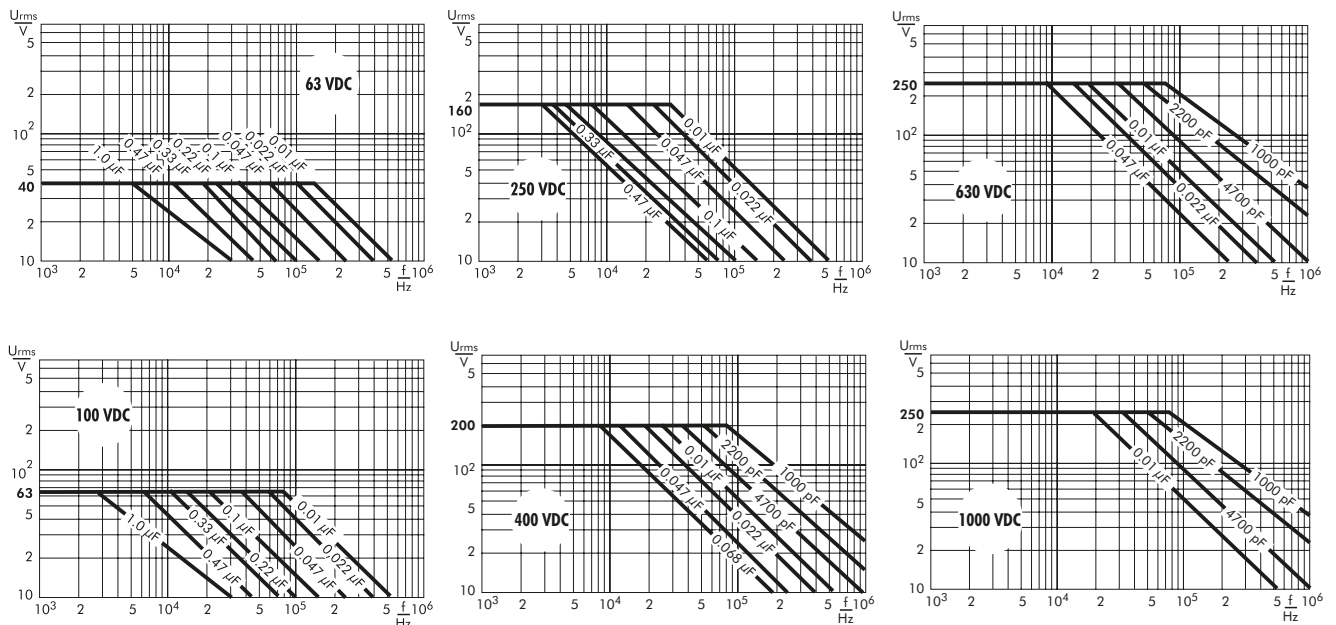 Urms
V
5
2
10²
5
40
2
10
63 VDC
1.0 µF
0.47 µF
0.33 µF
0.22 µF
0.1 µF
0.047 µF
0.022 µF
0.01 µF
10³ 2 5 10⁴ 2 5 10⁵ 2 5 10⁶
f
Hz
Urms
V
5
2
160
10²
5
2
10
250 VDC
0.33 µF
0.47 µF
0.047 µF
0.1 µF
0.01 µF
0.022 µF
10³ 2 5 10⁴ 2 5 10⁵ 2 5 10⁶
f
Hz
Urms
V
5
250
2
10²
5
2
10
630 VDC
0.047 µF
0.01 µF
0.022 µF
2200 pF
4700 pF
1000 pF
10³ 2 5 10⁴ 2 5 10⁵ 2 5 10⁶
f
Hz
Urms
V
5
2
10²
63
5
2
10
100 VDC
1.0 µF
0.47 µF
0.33 µF
0.22 µF
0.1 µF
0.047 µF
0.01 µF
0.022 µF
10³ 2 5 10⁴ 2 5 10⁵ 2 5 10⁶
f
Hz
Urms
V
5
200
10²
5
2
10
400 VDC
0.047 µF
0.068 µF
0.01 µF
0.022 µF
2200 pF
4700 pF
1000 pF
10³ 2 5 10⁴ 2 5 10⁵ 2 5 10⁶
f
Hz
Urms
V
5
250
2
10²
5
2
10
1000 VDC
0.01 µF
2200 pF
4700 pF
1000 pF
10³ 2 5 10⁴ 2 5 10⁵ 2 5 10⁶
f
Hz